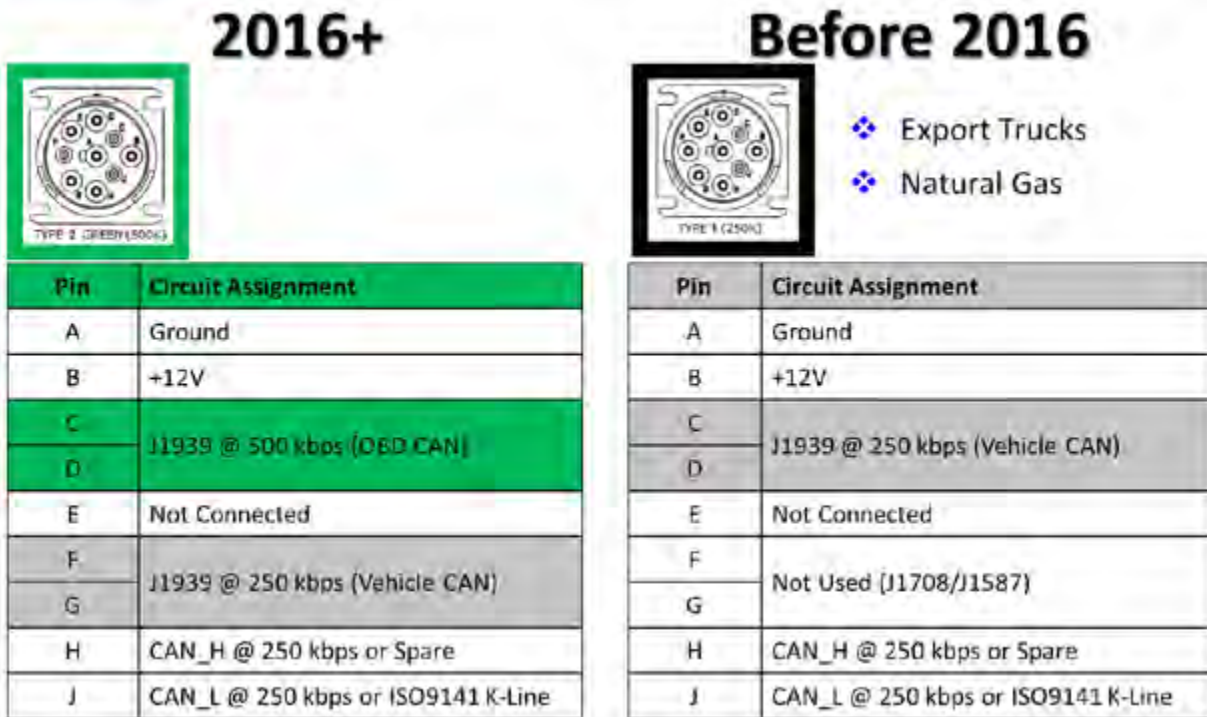 2016+
Before 2016
TYPE 2 GREEN (500K)
TYPE 1 (250K)
Export Trucks
Natural Gas
Pin Circuit Assignment
A Ground
B +12V
C
J1939 @ 500 kbps (OBD CAN)
D
E Not Connected
F
J1939 @ 250 kbps (Vehicle CAN)
G
H CAN_H @ 250 kbps or Spare
J CAN_L @ 250 kbps or ISO9141 K-Line
Pin Circuit Assignment
A Ground
B +12V
C
J1939 @ 250 kbps (Vehicle CAN)
D
E Not Connected
F
Not Used (J1708/J1587)
G
H CAN_H @ 250 kbps or Spare
J CAN_L @ 250 kbps or ISO9141 K-Line